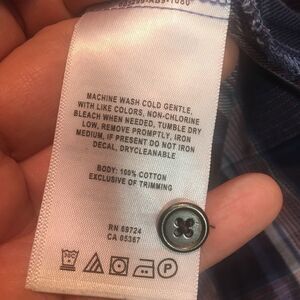 MACHINE WASH COLD GENTLE,
WITH LIKE COLORS, NON-CHLORINE
BLEACH WHEN NEEDED, TUMBLE DRY
LOW, REMOVE PROMPTLY, IRON
MEDIUM, IF PRESENT DO NOT IRON
DECAL, DRYCLEANABLE
BODY: 100% COTTON
EXCLUSIVE OF TRIMMING
RN 69724
CA 05367